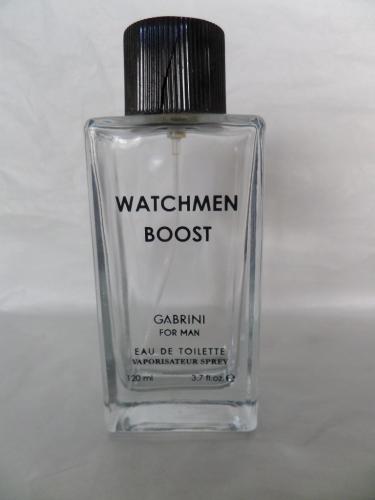 WATCHMEN
BOOST
GABRINI
FOR MAN
EAU DE TOILETTE
VAPORISATEUR SPREY
120 ml 3.7 fl.oz. ℮